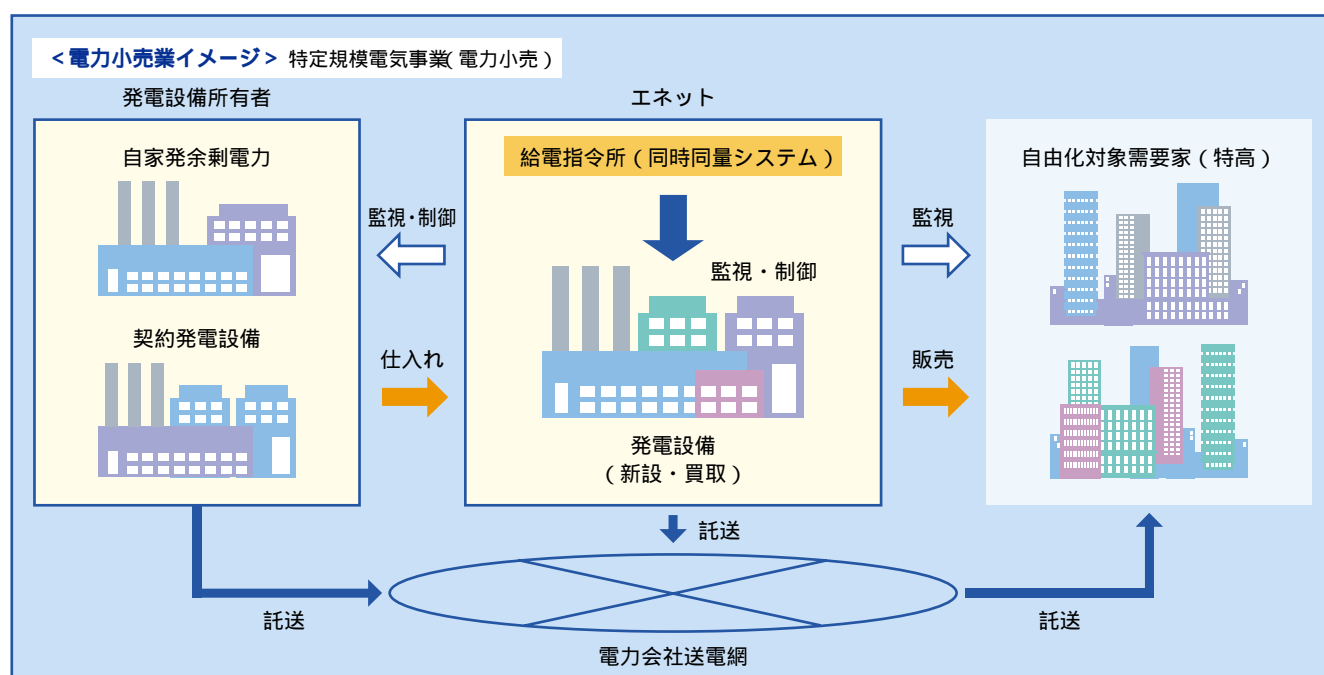 <電力小売業イメージ> 特定規模電気事業(電力小売)
発電設備所有者
自家発余剰電力
契約発電設備
監視・制御
仕入れ
エネット
給電指令所(同時同量システム)
監視・制御
発電設備
(新設・買取)
監視
販売
自由化対象需要家(特高)
託送
託送
託送
電力会社送電網